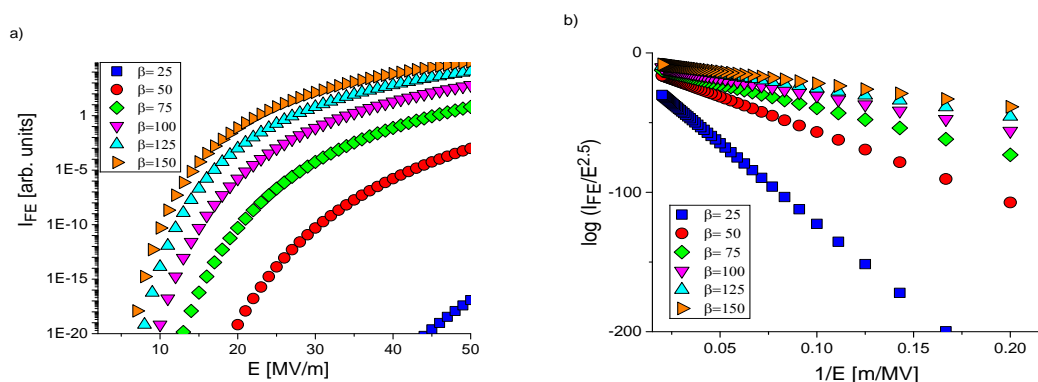 a)
β= 25
β= 50
β= 75
β=100
β=125
β=150
I_FE [arb. units]
1
1E-5
1E-10
1E-15
1E-20
10 20 30 40 50
E [MV/m]
b)
log (I_FE/E^2.5)
0
-100
-200
β= 25
β= 50
β= 75
β=100
β=125
β=150
0.05 0.10 0.15 0.20
1/E [m/MV]